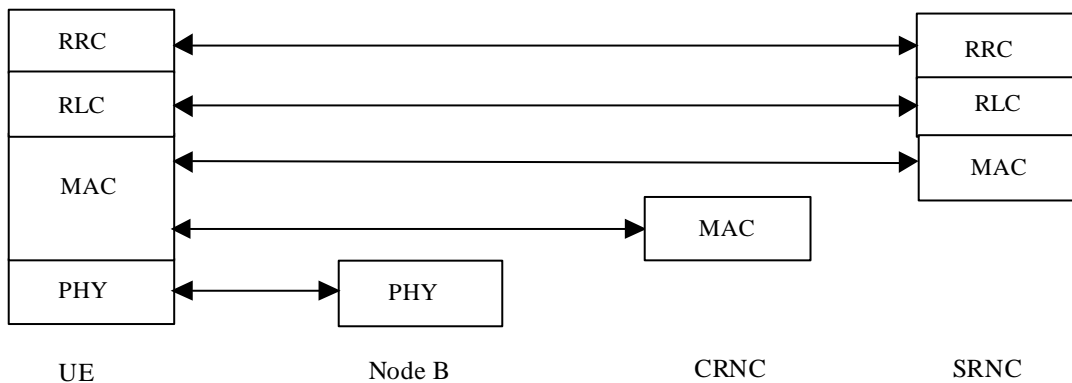 RRC
RRC
RLC
RLC
MAC
MAC
MAC
PHY
PHY
UE
Node B
CRNC
SRNC